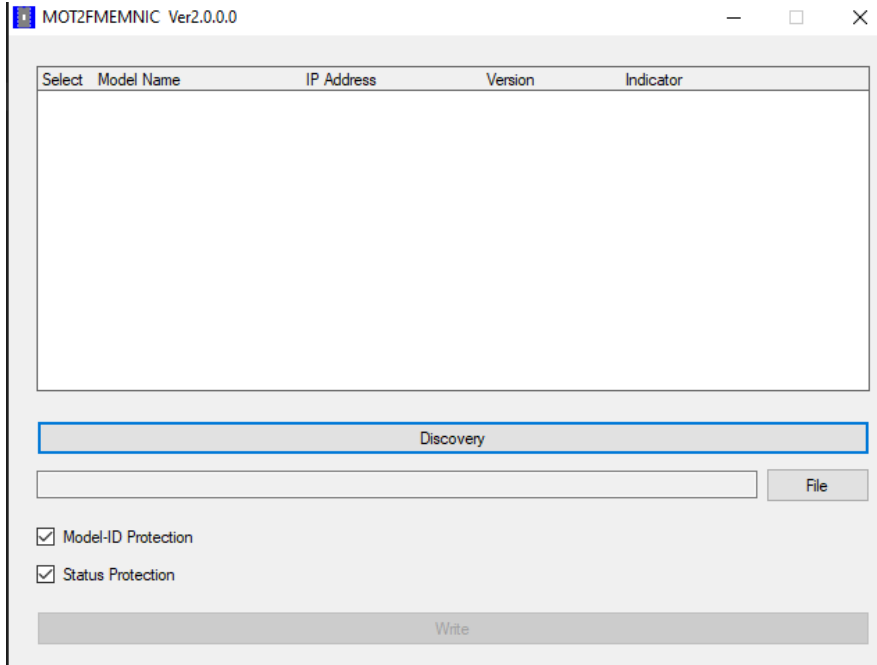 MOT2FMEMNIC Ver2.0.0.0
Select Model Name IP Address Version Indicator
Discovery
File
Model-ID Protection
Status Protection
Write